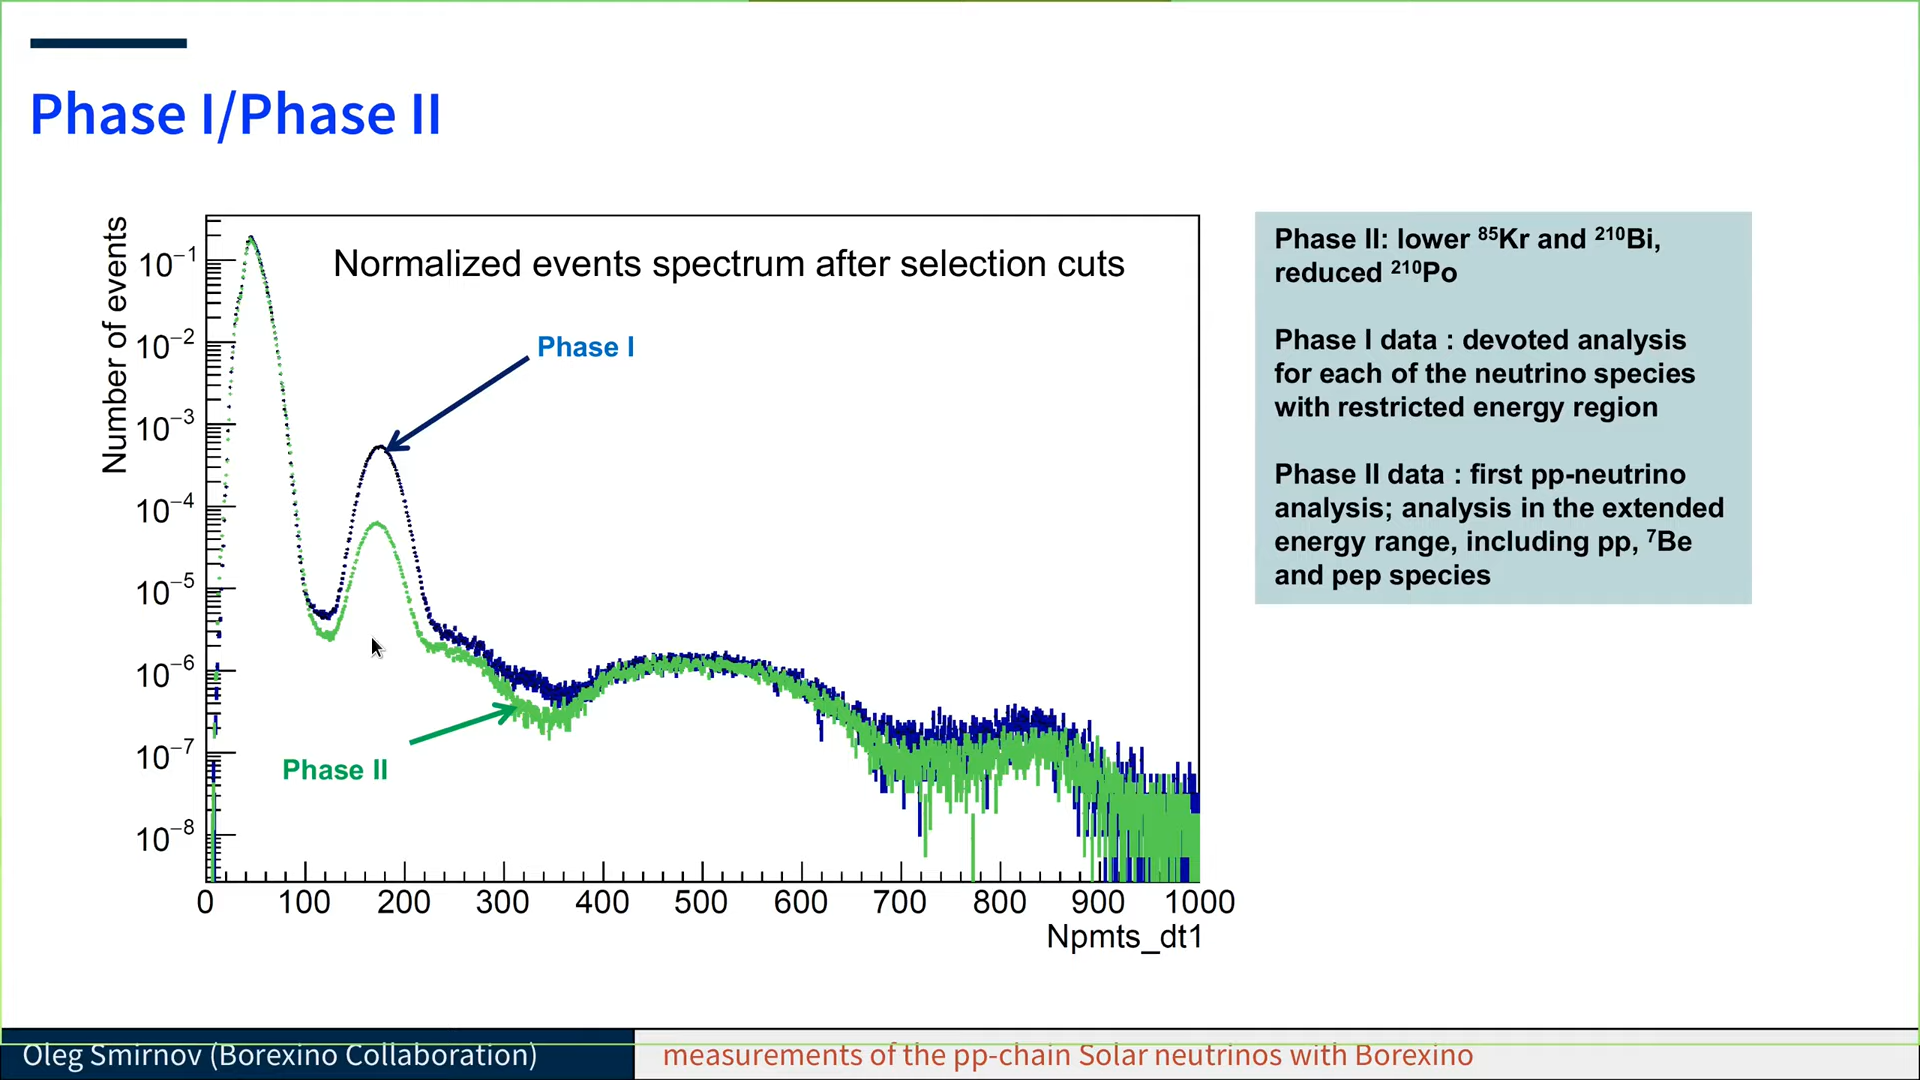 Phase I/Phase II
Number of events
Normalized events spectrum after selection cuts
Phase I
Phase II
10⁻¹
10⁻²
10⁻³
10⁻⁴
10⁻⁵
10⁻⁶
10⁻⁷
10⁻⁸
0 100 200 300 400 500 600 700 800 900 1000
Npmts_dt1
Phase II: lower ⁸⁵Kr and ²¹⁰Bi,
reduced ²¹⁰Po
Phase I data : devoted analysis
for each of the neutrino species
with restricted energy region
Phase II data : first pp-neutrino
analysis; analysis in the extended
energy range, including pp, ⁷Be
and pep species
Oleg Smirnov (Borexino Collaboration)
measurements of the pp-chain Solar neutrinos with Borexino